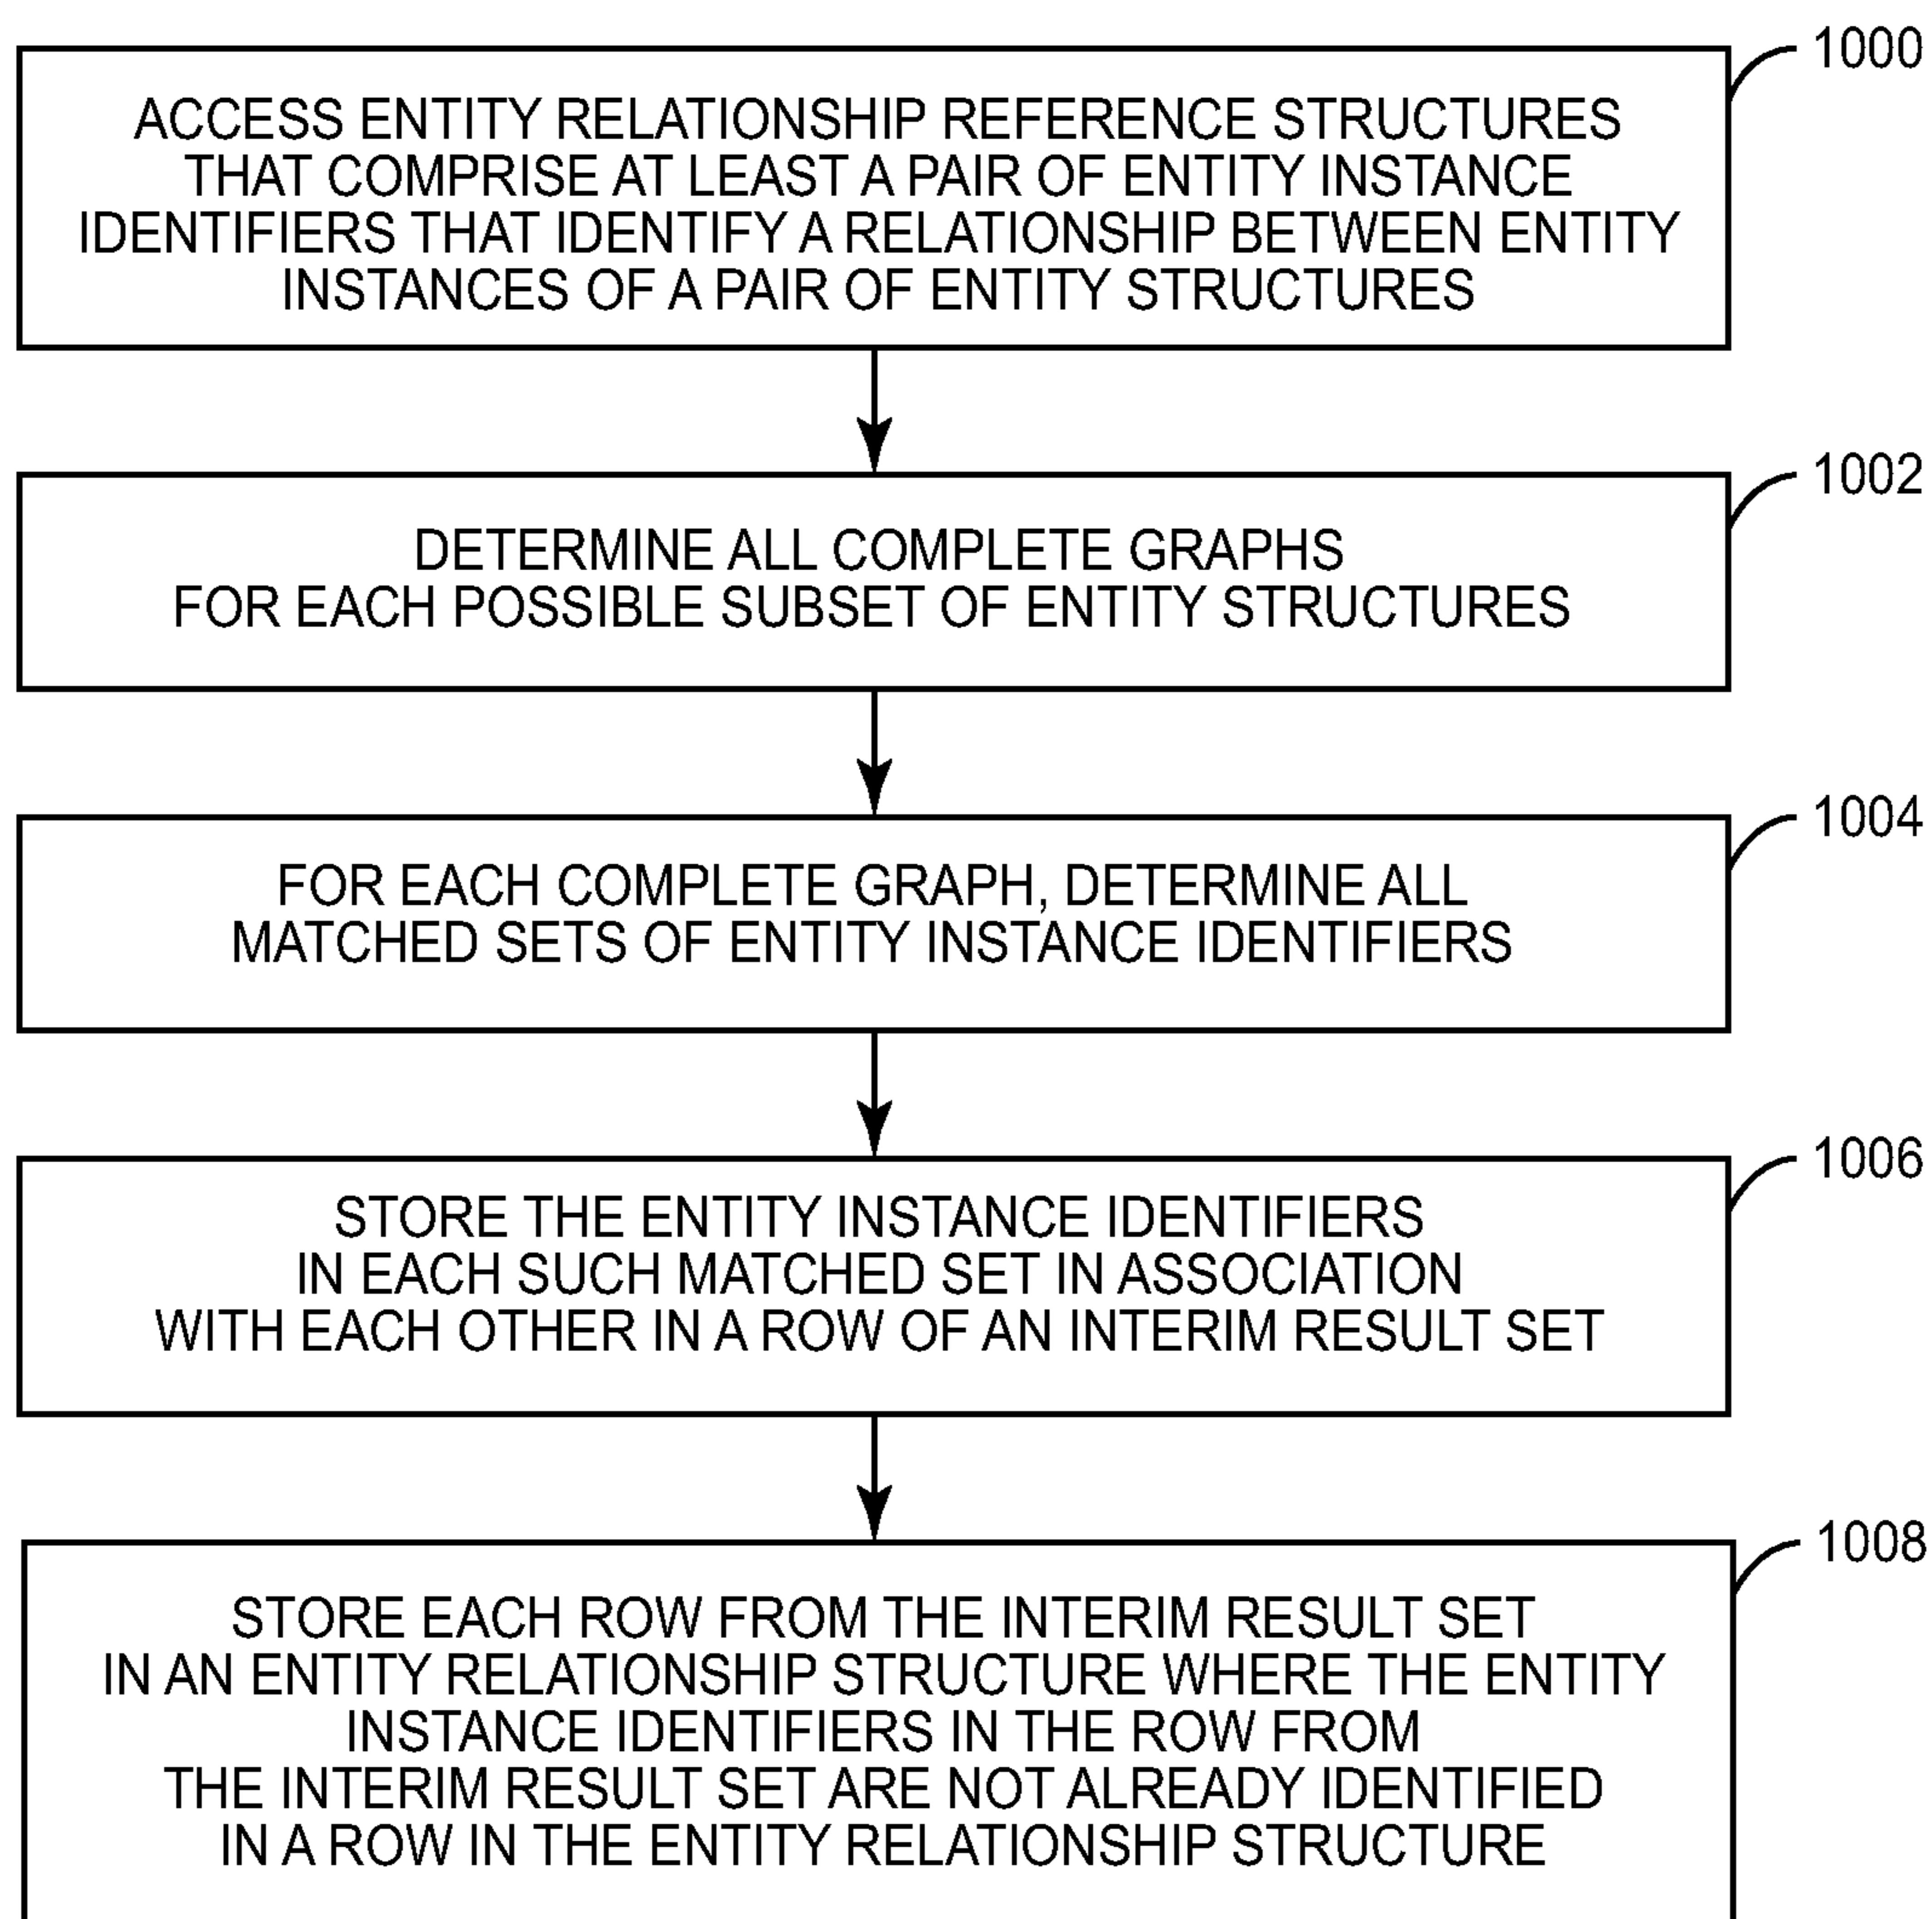 1000
ACCESS ENTITY RELATIONSHIP REFERENCE STRUCTURES
THAT COMPRISE AT LEAST A PAIR OF ENTITY INSTANCE
IDENTIFIERS THAT IDENTIFY A RELATIONSHIP BETWEEN ENTITY
INSTANCES OF A PAIR OF ENTITY STRUCTURES
1002
DETERMINE ALL COMPLETE GRAPHS
FOR EACH POSSIBLE SUBSET OF ENTITY STRUCTURES
1004
FOR EACH COMPLETE GRAPH, DETERMINE ALL
MATCHED SETS OF ENTITY INSTANCE IDENTIFIERS
1006
STORE THE ENTITY INSTANCE IDENTIFIERS
IN EACH SUCH MATCHED SET IN ASSOCIATION
WITH EACH OTHER IN A ROW OF AN INTERIM RESULT SET
1008
STORE EACH ROW FROM THE INTERIM RESULT SET
IN AN ENTITY RELATIONSHIP STRUCTURE WHERE THE ENTITY
INSTANCE IDENTIFIERS IN THE ROW FROM
THE INTERIM RESULT SET ARE NOT ALREADY IDENTIFIED
IN A ROW IN THE ENTITY RELATIONSHIP STRUCTURE